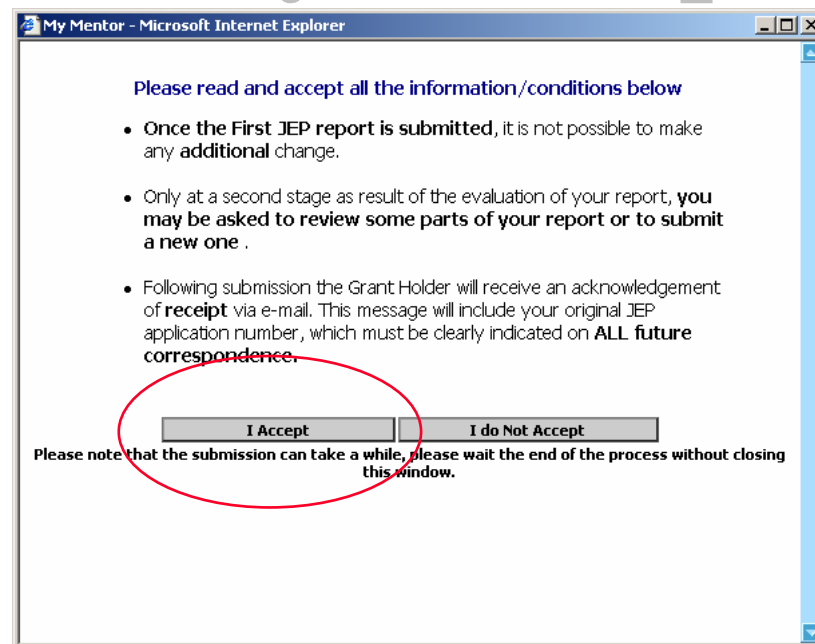 My Mentor - Microsoft Internet Explorer
Please read and accept all the information/conditions below
• Once the First JEP report is submitted, it is not possible to make
any additional change.
• Only at a second stage as result of the evaluation of your report, you
may be asked to review some parts of your report or to submit
a new one .
• Following submission the Grant Holder will receive an acknowledgement
of receipt via e-mail. This message will include your original JEP
application number, which must be clearly indicated on ALL future
correspondence.
I Accept
I do Not Accept
Please note that the submission can take a while, please wait the end of the process without closing
this window.